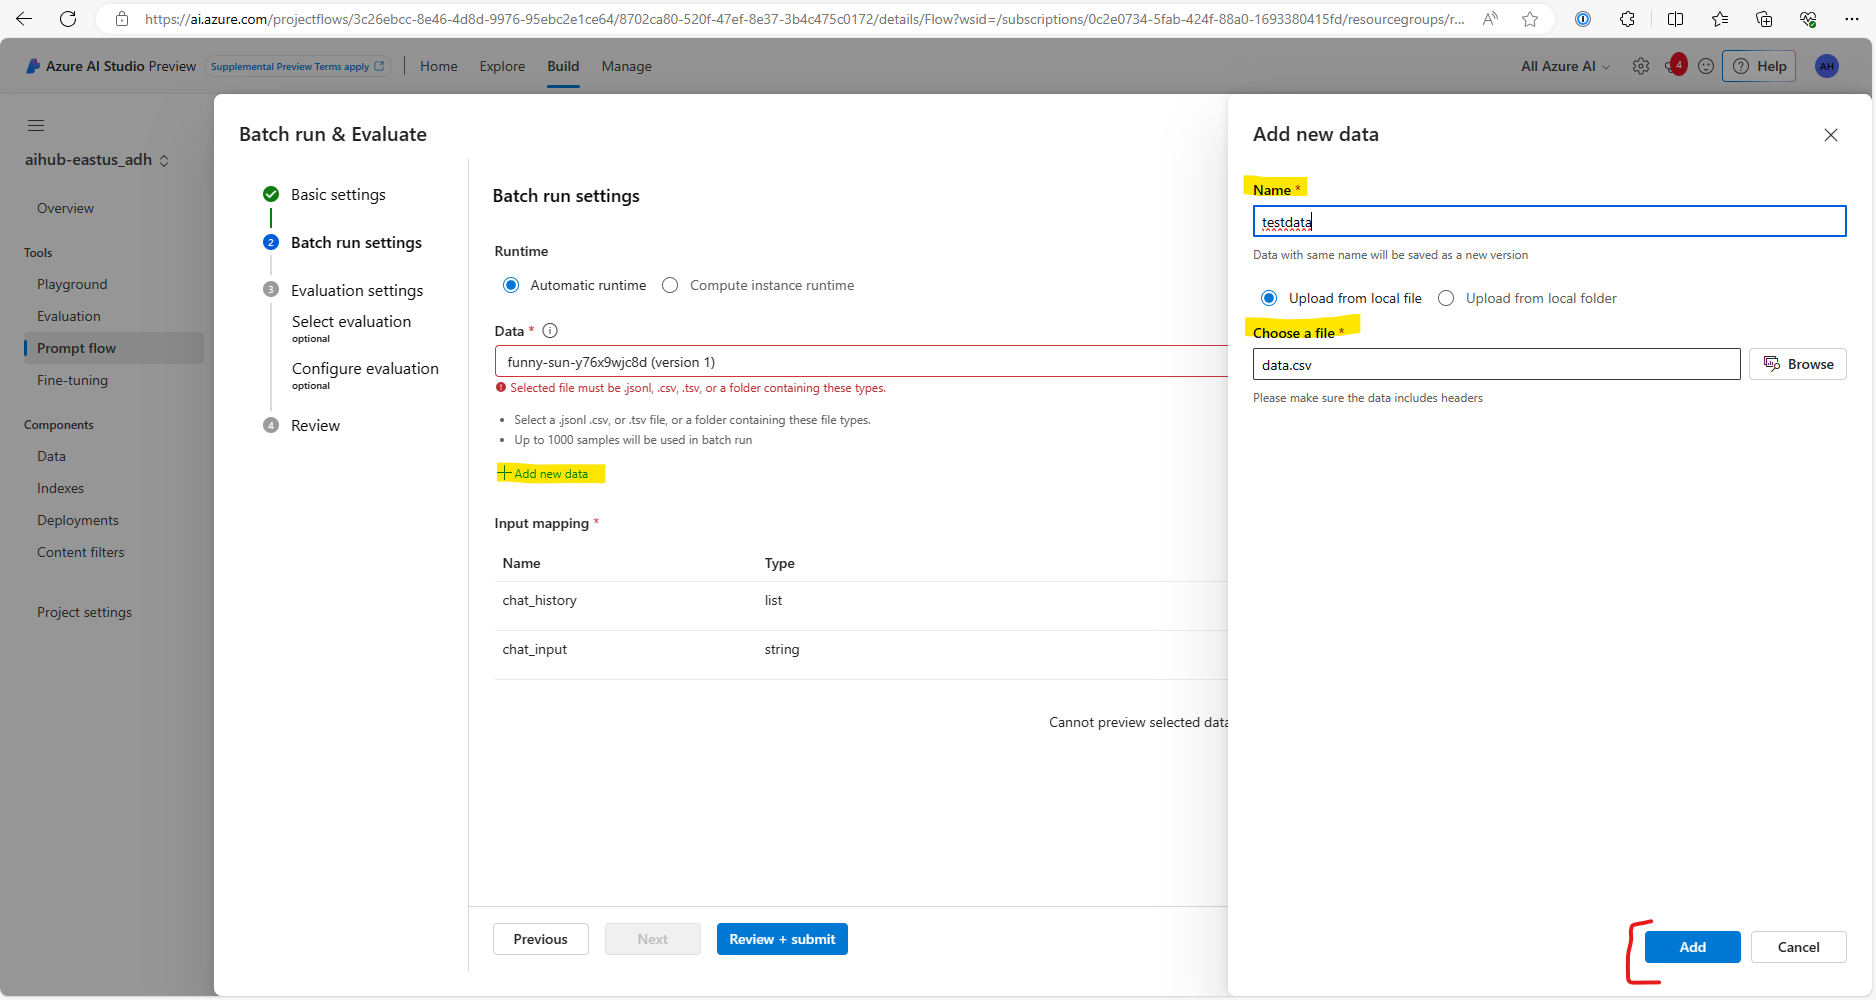 https://ai.azure.com/projectflows/3c26ebcc-8e46-4d8d-9976-95ebc2e1ce64/8702ca80-520f-47ef-8e37-3b4c475c0172/details/Flow?wsid=/subscriptions/0c2e0734-5fab-424f-88a0-1693380415fd/resourcegroups/r...
Azure AI Studio Preview
Supplemental Preview Terms apply
Home
Explore
Build
Manage
All Azure AI
4
Help
AH
aihub-eastus_adh
Overview
Tools
Playground
Evaluation
Prompt flow
Fine-tuning
Components
Data
Indexes
Deployments
Content filters
Project settings
Batch run & Evaluate
Basic settings
2 Batch run settings
3 Evaluation settings
Select evaluation
optional
Configure evaluation
optional
4 Review
Batch run settings
Runtime
Automatic runtime
Compute instance runtime
Data *
funny-sun-y76x9wjc8d (version 1)
Selected file must be .jsonl, .csv, .tsv, or a folder containing these types.
• Select a .jsonl .csv, or .tsv file, or a folder containing these file types.
• Up to 1000 samples will be used in batch run
Add new data
Input mapping *
Name Type
chat_history list
chat_input string
Cannot preview selected data
Previous
Next
Review + submit
Add new data
Name *
testdata
Data with same name will be saved as a new version
Upload from local file
Upload from local folder
Choose a file *
data.csv
Browse
Please make sure the data includes headers
Add
Cancel